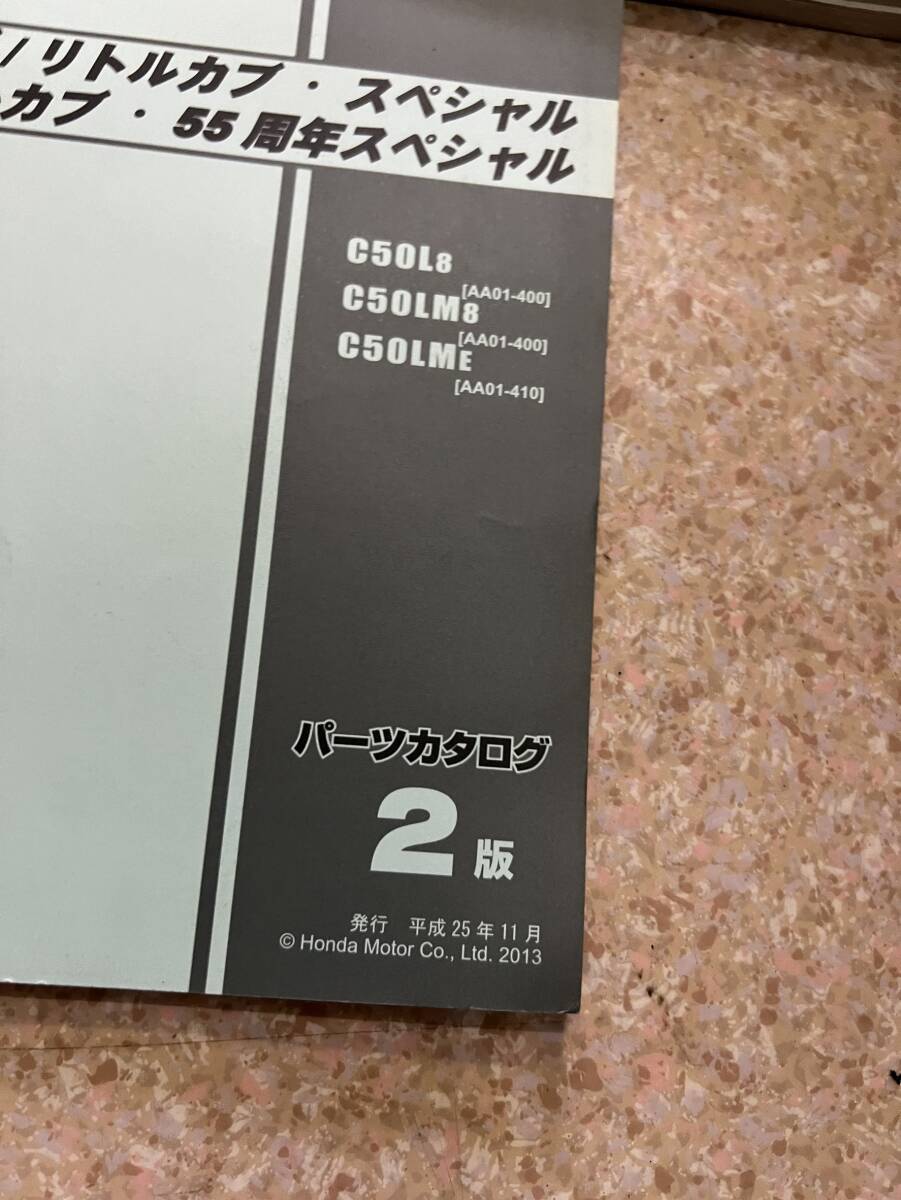 /リトルカブ・スペシャル
カブ・55周年スペシャル
C50L8
[AA01-400]
C50LM8
[AA01-400]
C50LME
[AA01-410]
パーツカタログ
2版
発行 平成25年11月
© Honda Motor Co., Ltd. 2013